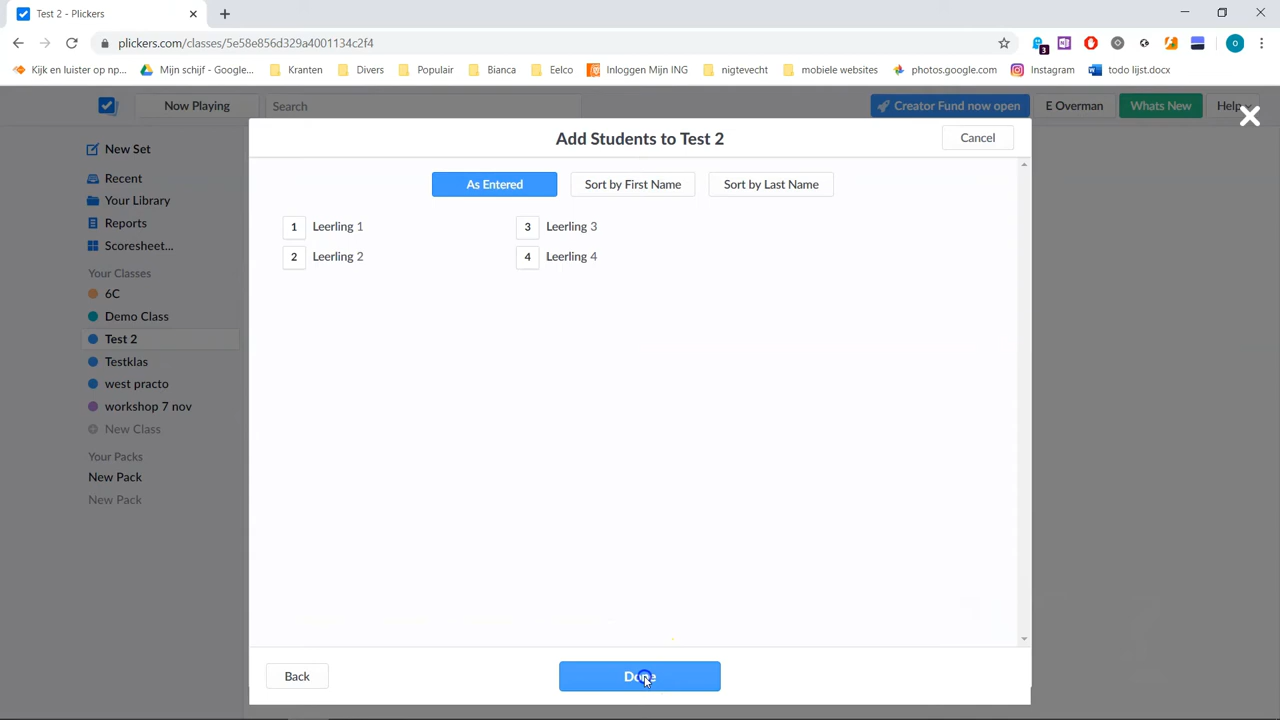 Test 2 - Plickers
plickers.com/classes/5e58e856d329a4001134c2f4
3
o
Kijk en luister op np...
Mijn schijf - Google...
Kranten
Divers
Populair
Bianca
Eelco
Inloggen Mijn ING
nigtevecht
mobiele websites
photos.google.com
Instagram
todo lijst.docx
Now Playing
Search
Creator Fund now open
E Overman
Whats New
Help
Add Students to Test 2
Cancel
New Set
Recent
Your Library
Reports
Scoresheet...
Your Classes
6C
Demo Class
Test 2
Testklas
west practo
workshop 7 nov
New Class
Your Packs
New Pack
New Pack
As Entered
Sort by First Name
Sort by Last Name
1 Leerling 1
2 Leerling 2
3 Leerling 3
4 Leerling 4
Back
Done